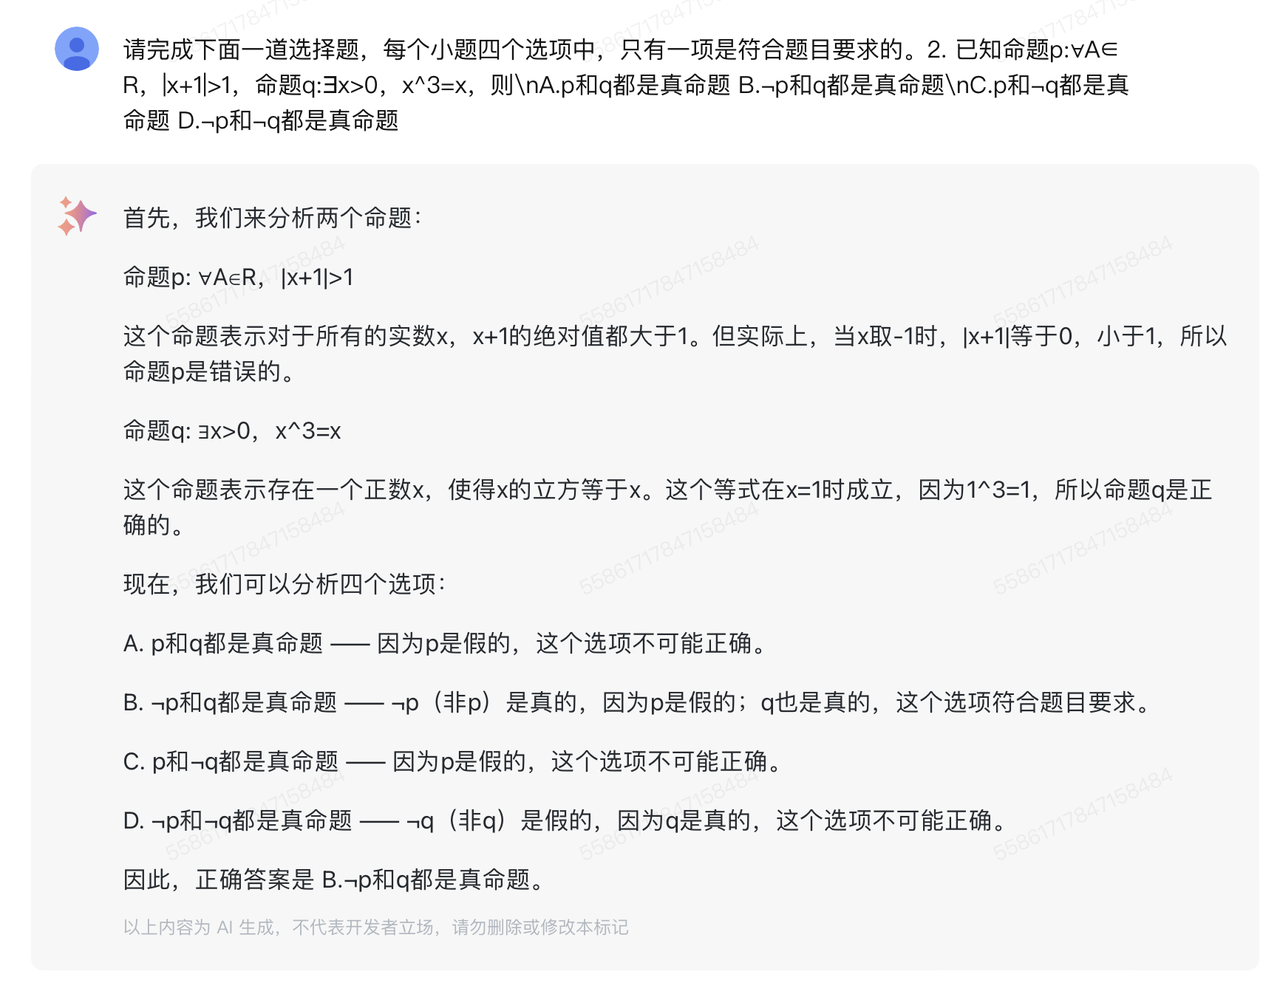 请完成下面一道选择题，每个小题四个选项中，只有一项是符合题目要求的。2. 已知命题p:∀A∈
R，|x+1|>1，命题q:∃x>0，x^3=x，则\nA.p和q都是真命题 B.¬p和q都是真命题\nC.p和¬q都是真
命题 D.¬p和¬q都是真命题
首先，我们来分析两个命题：
命题p: ∀A∈R，|x+1|>1
这个命题表示对于所有的实数x，x+1的绝对值都大于1。但实际上，当x取-1时，|x+1|等于0，小于1，所以
命题p是错误的。
命题q: ∃x>0，x^3=x
这个命题表示存在一个正数x，使得x的立方等于x。这个等式在x=1时成立，因为1^3=1，所以命题q是正
确的。
现在，我们可以分析四个选项：
A. p和q都是真命题 —— 因为p是假的，这个选项不可能正确。
B. ¬p和q都是真命题 —— ¬p（非p）是真的，因为p是假的；q也是真的，这个选项符合题目要求。
C. p和¬q都是真命题 —— 因为p是假的，这个选项不可能正确。
D. ¬p和¬q都是真命题 —— ¬q（非q）是假的，因为q是真的，这个选项不可能正确。
因此，正确答案是 B.¬p和q都是真命题。
以上内容为 AI 生成，不代表开发者立场，请勿删除或修改本标记
55861717847158484
55861717847158484
55861717847158484
55861717847158484
55861717847158484
55861717847158484
55861717847158484
55861717847158484
55861717847158484